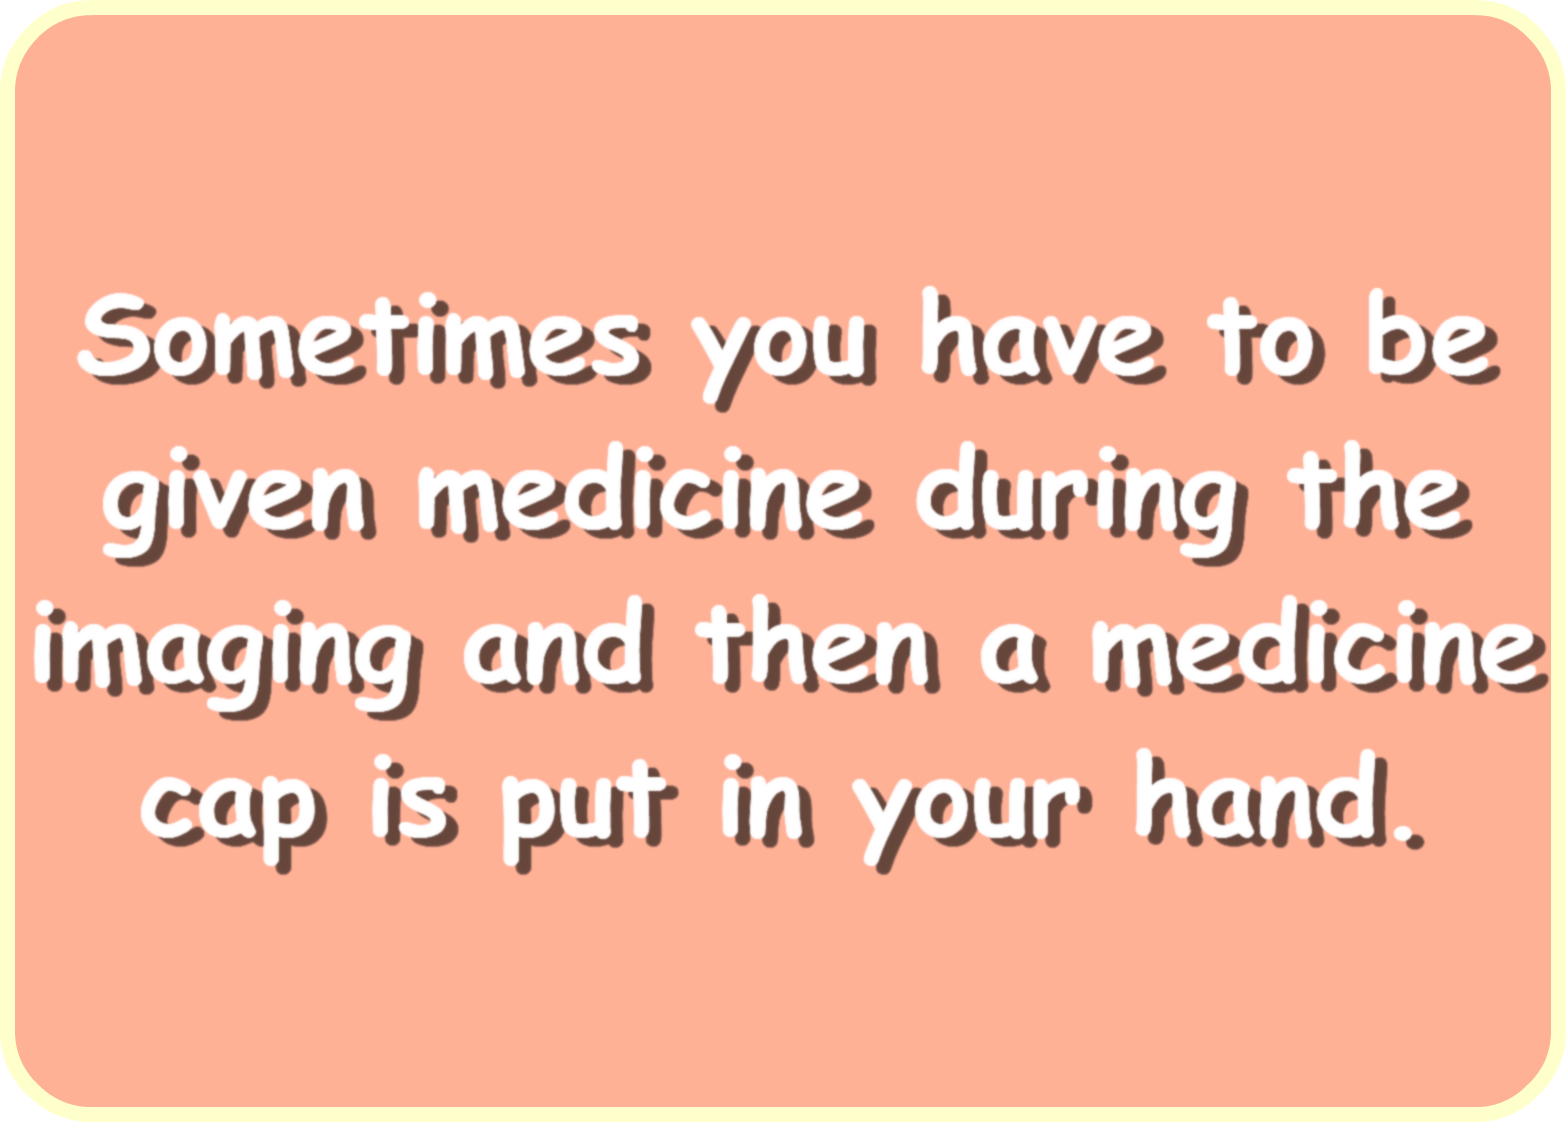 Sometimes you have to be
given medicine during the
imaging and then a medicine
cap is put in your hand.